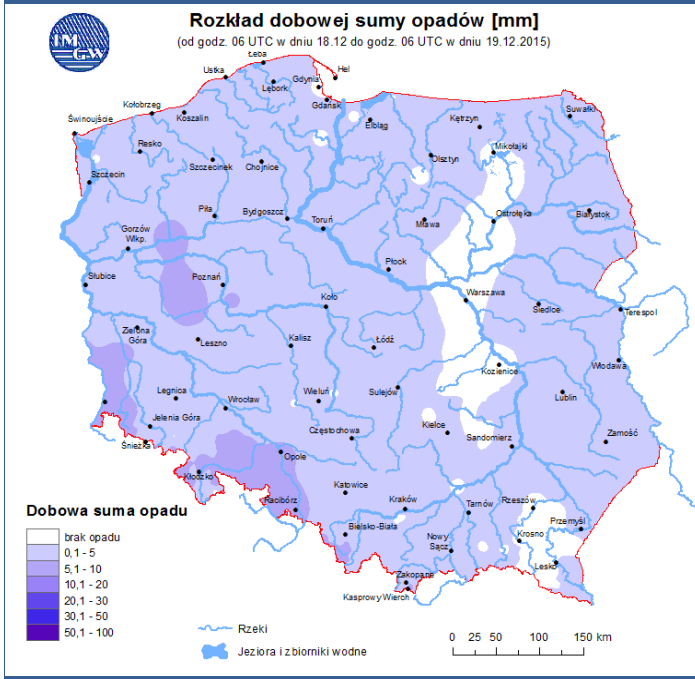 Rozkład dobowej sumy opadów [mm]
(od godz. 06 UTC w dniu 18.12 do godz. 06 UTC w dniu 19.12.2015)
IM
GW
Łeba
Ustka
Hel
Gdynia
Lębork
Gdańsk
Kołobrzeg
Koszalin
Świnoujście
Elbląg
Kętrzyn
Suwałki
Resko
Mikołajki
Szczecinek
Chojnice
Olsztyn
Szczecin
Piła
Bydgoszcz
Toruń
Mława
Ostrołęka
Białystok
Gorzów
Wlkp.
Płock
Słubice
Poznań
Koło
Warszawa
Siedlce
Terespol
Zielona
Góra
Leszno
Kalisz
Łódź
Kozienice
Włodawa
Legnica
Wrocław
Wieluń
Sulejów
Lublin
Jelenia Góra
Śnieżka
Częstochowa
Kielce
Sandomierz
Zamość
Opole
Kłodzko
Katowice
Racibórz
Kraków
Tarnów
Rzeszów
Przemyśl
Bielsko-Biała
Nowy
Sącz
Krosno
Lesko
Zakopane
Kasprowy Wierch
Dobowa suma opadu
brak opadu
0,1 - 5
5,1 - 10
10,1 - 20
20,1 - 30
30,1 - 50
50,1 - 100
Rzeki
Jeziora i zbiorniki wodne
0 25 50 100 150 km